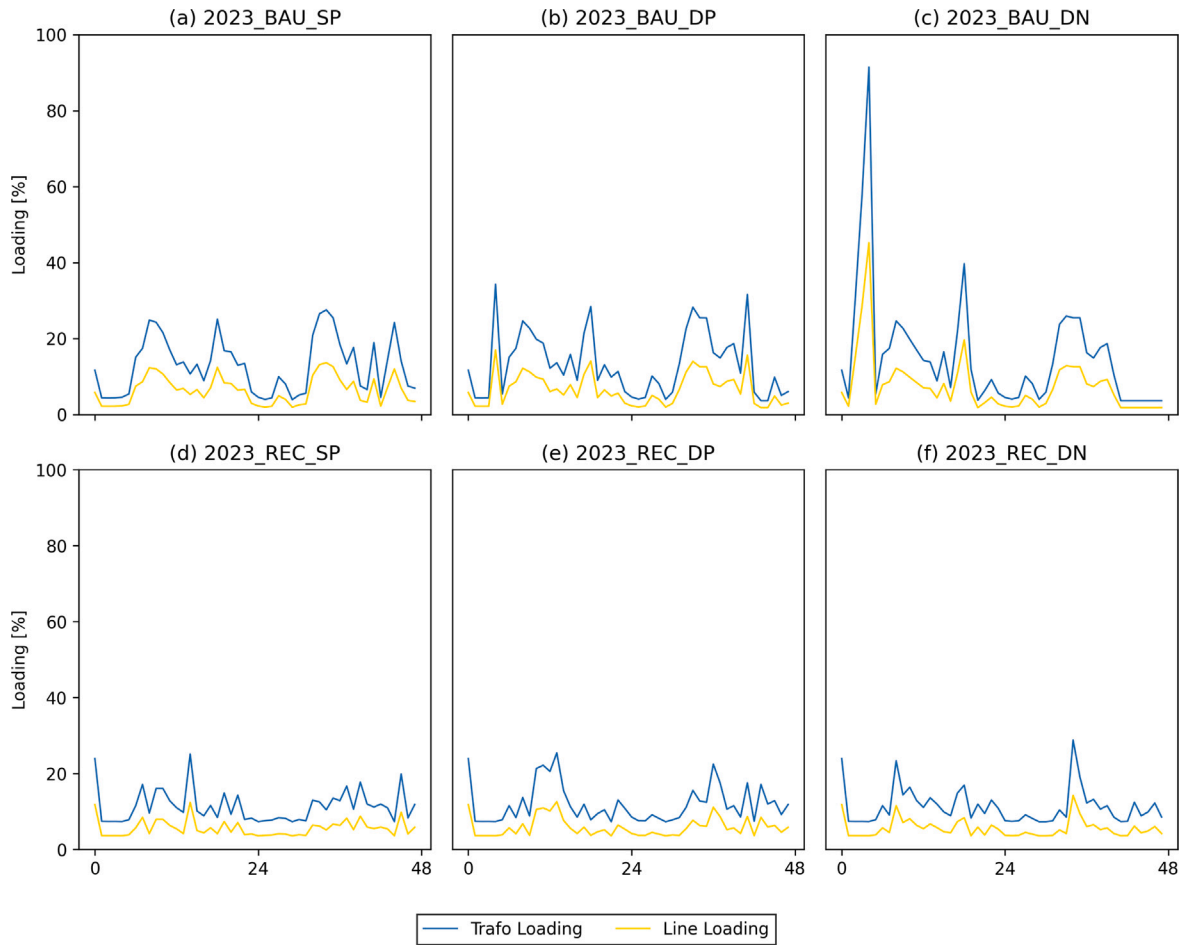 (a) 2023_BAU_SP
(b) 2023_BAU_DP
(c) 2023_BAU_DN
100
80
60
40
20
0
Loading [%]
(d) 2023_REC_SP
(e) 2023_REC_DP
(f) 2023_REC_DN
100
80
60
40
20
0
Loading [%]
0 24 48
0 24 48
0 24 48
Trafo Loading
Line Loading